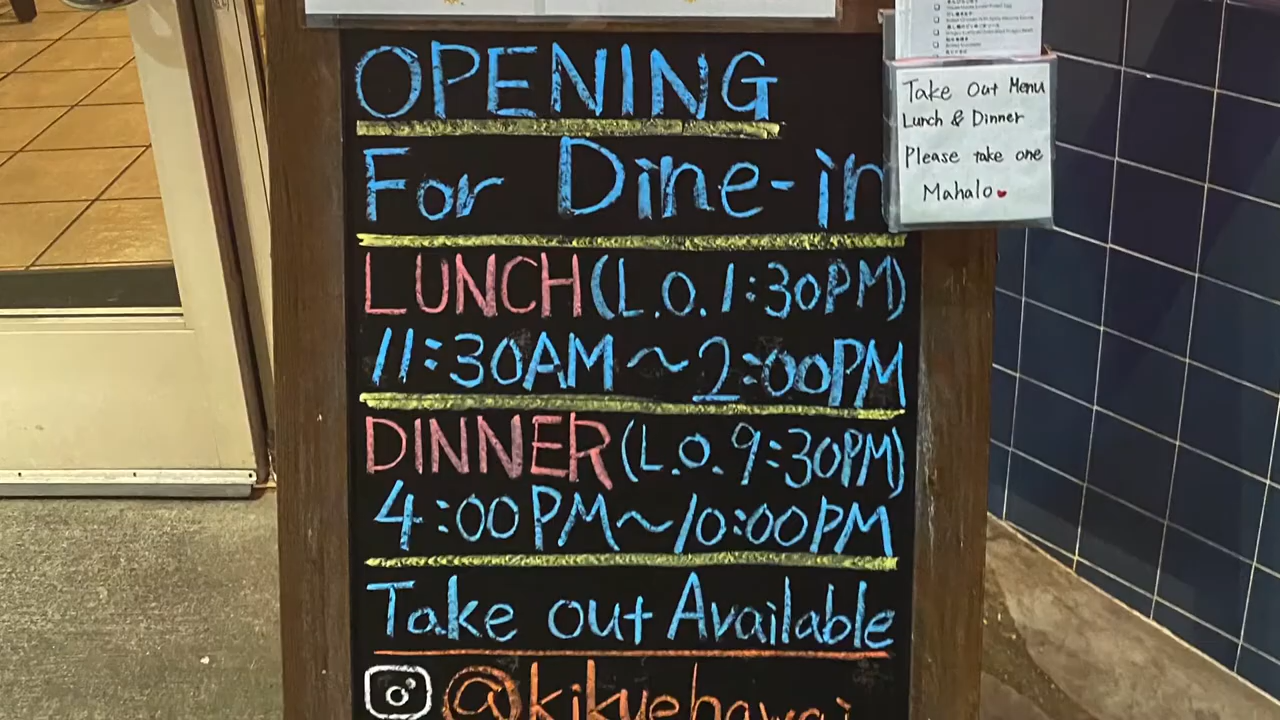 OPENING
For Dine-in
LUNCH (L.O. 1:30PM)
11:30AM ~ 2:00PM
DINNER (L.O. 9:30PM)
4:00PM ~ 10:00PM
Take out Available
@kikuehawai
Take Out Menu
Lunch & Dinner
Please take one
Mahalo